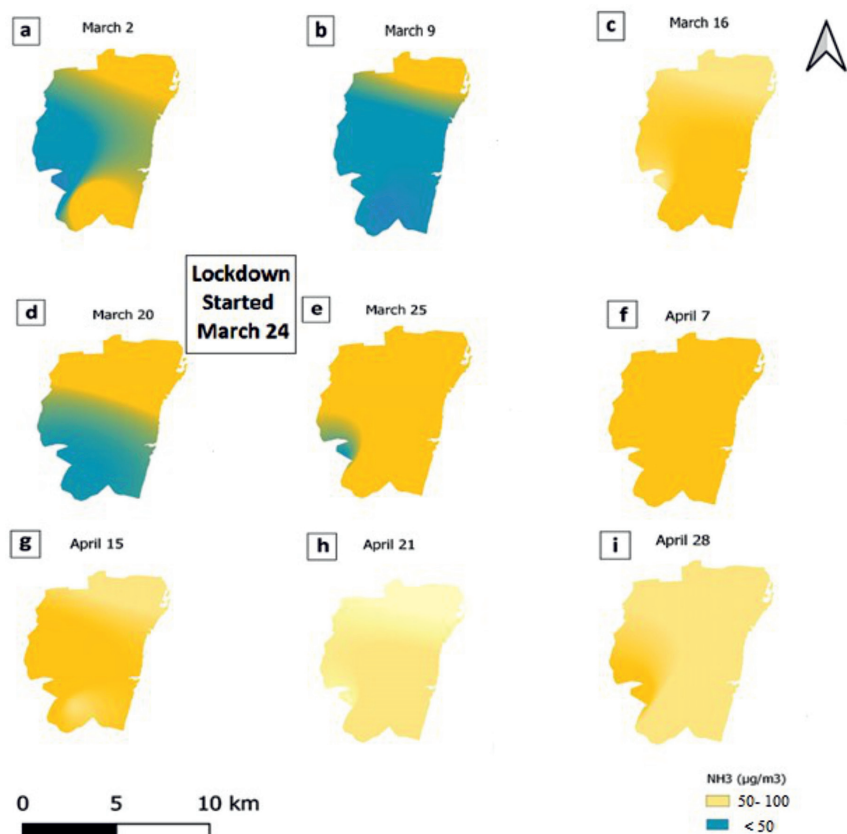 a
March 2
b
March 9
c
March 16
Lockdown
Started
March 24
d
March 20
e
March 25
f
April 7
g
April 15
h
April 21
i
April 28
NH3 (µg/m3)
50- 100
< 50
0 5 10 km